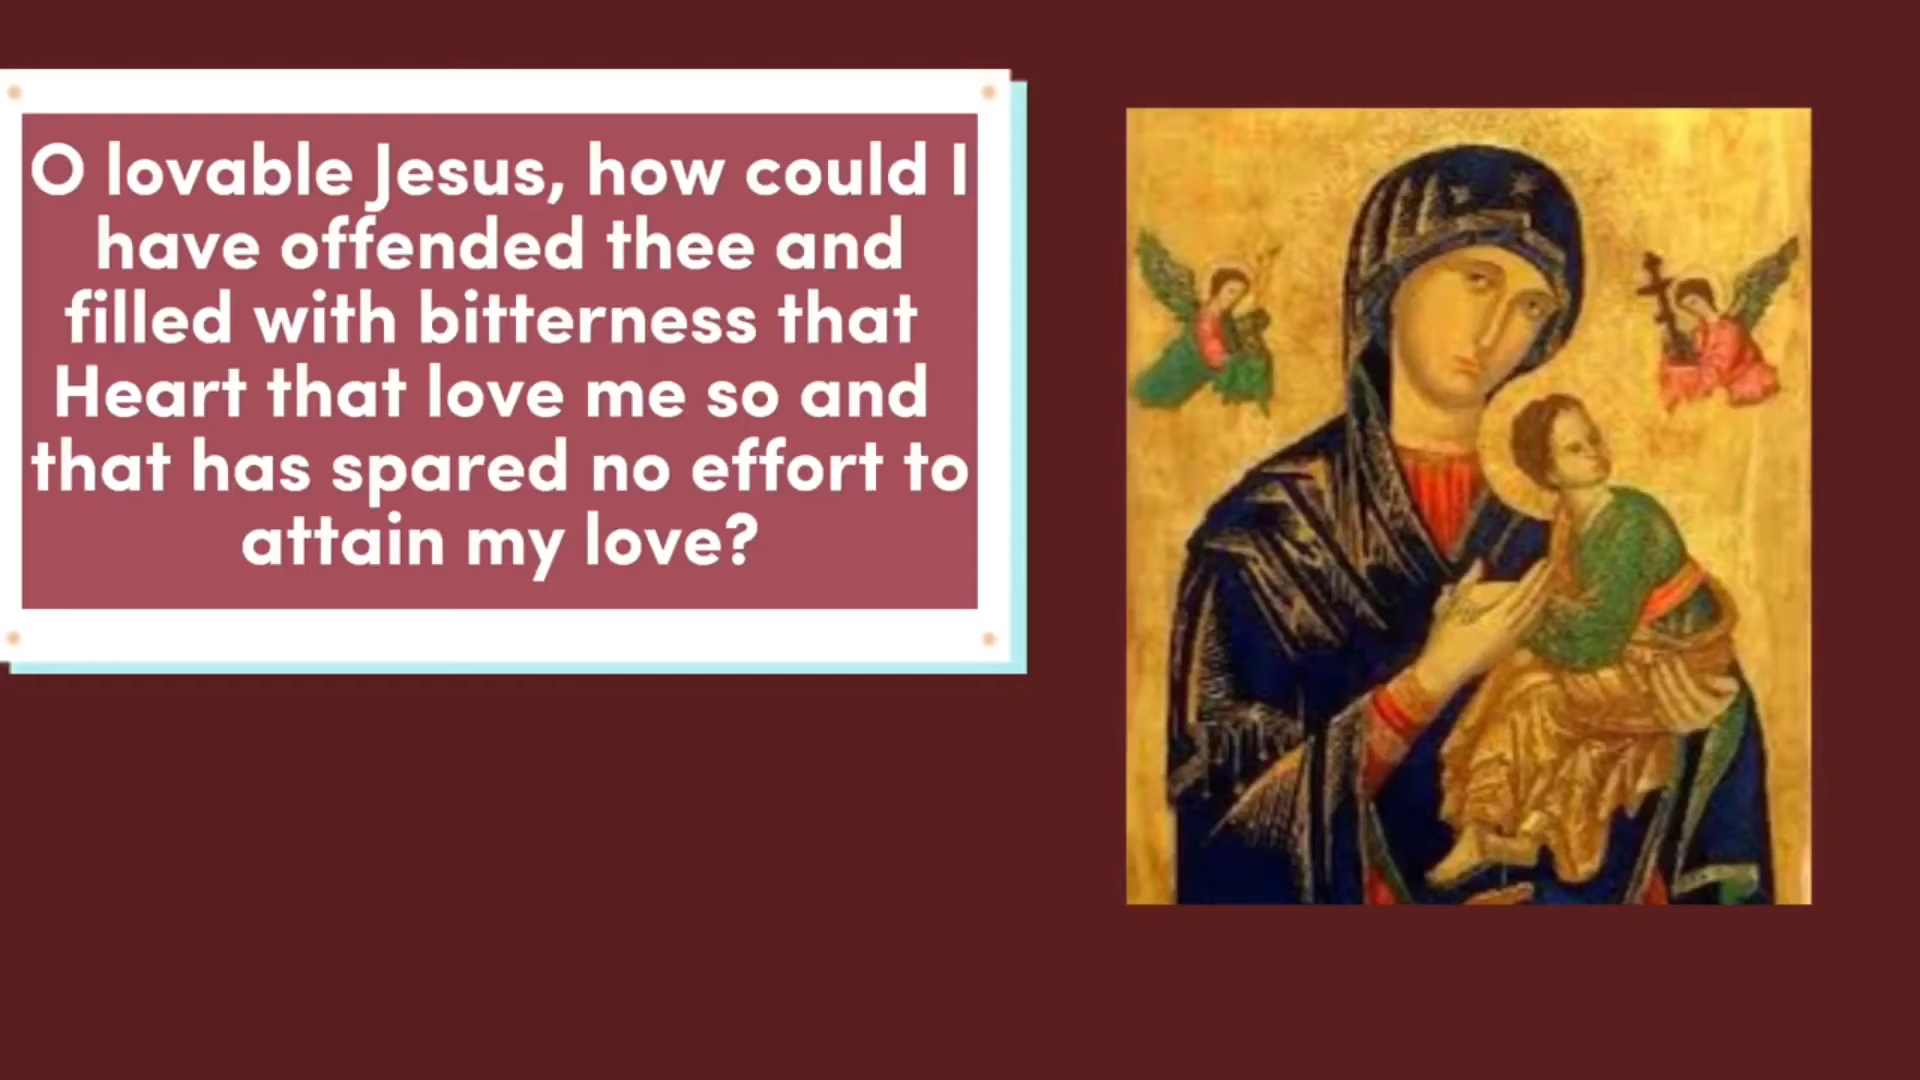 O lovable Jesus, how could I
have offended thee and
filled with bitterness that
Heart that love me so and
that has spared no effort to
attain my love?